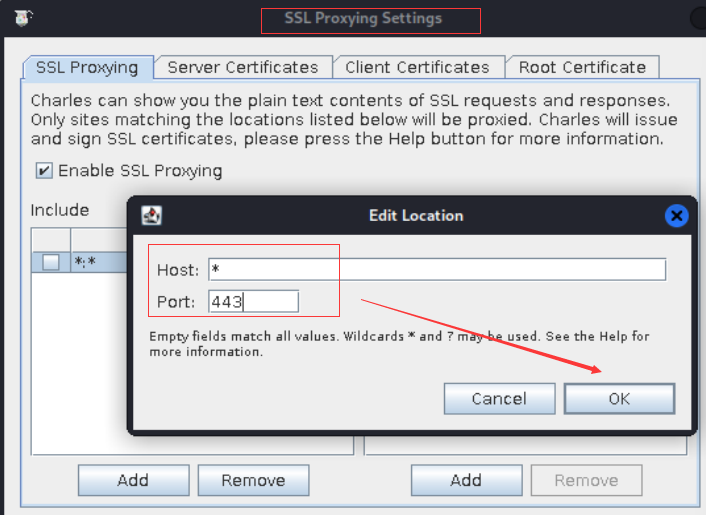 SSL Proxying Settings
SSL Proxying Server Certificates Client Certificates Root Certificate
Charles can show you the plain text contents of SSL requests and responses.
Only sites matching the locations listed below will be proxied. Charles will issue
and sign SSL certificates, please press the Help button for more information.
Enable SSL Proxying
Include
*:*
Edit Location
Host: *
Port: 443
Empty fields match all values. Wildcards * and ? may be used. See the Help for
more information.
Cancel OK
Add Remove Add Remove